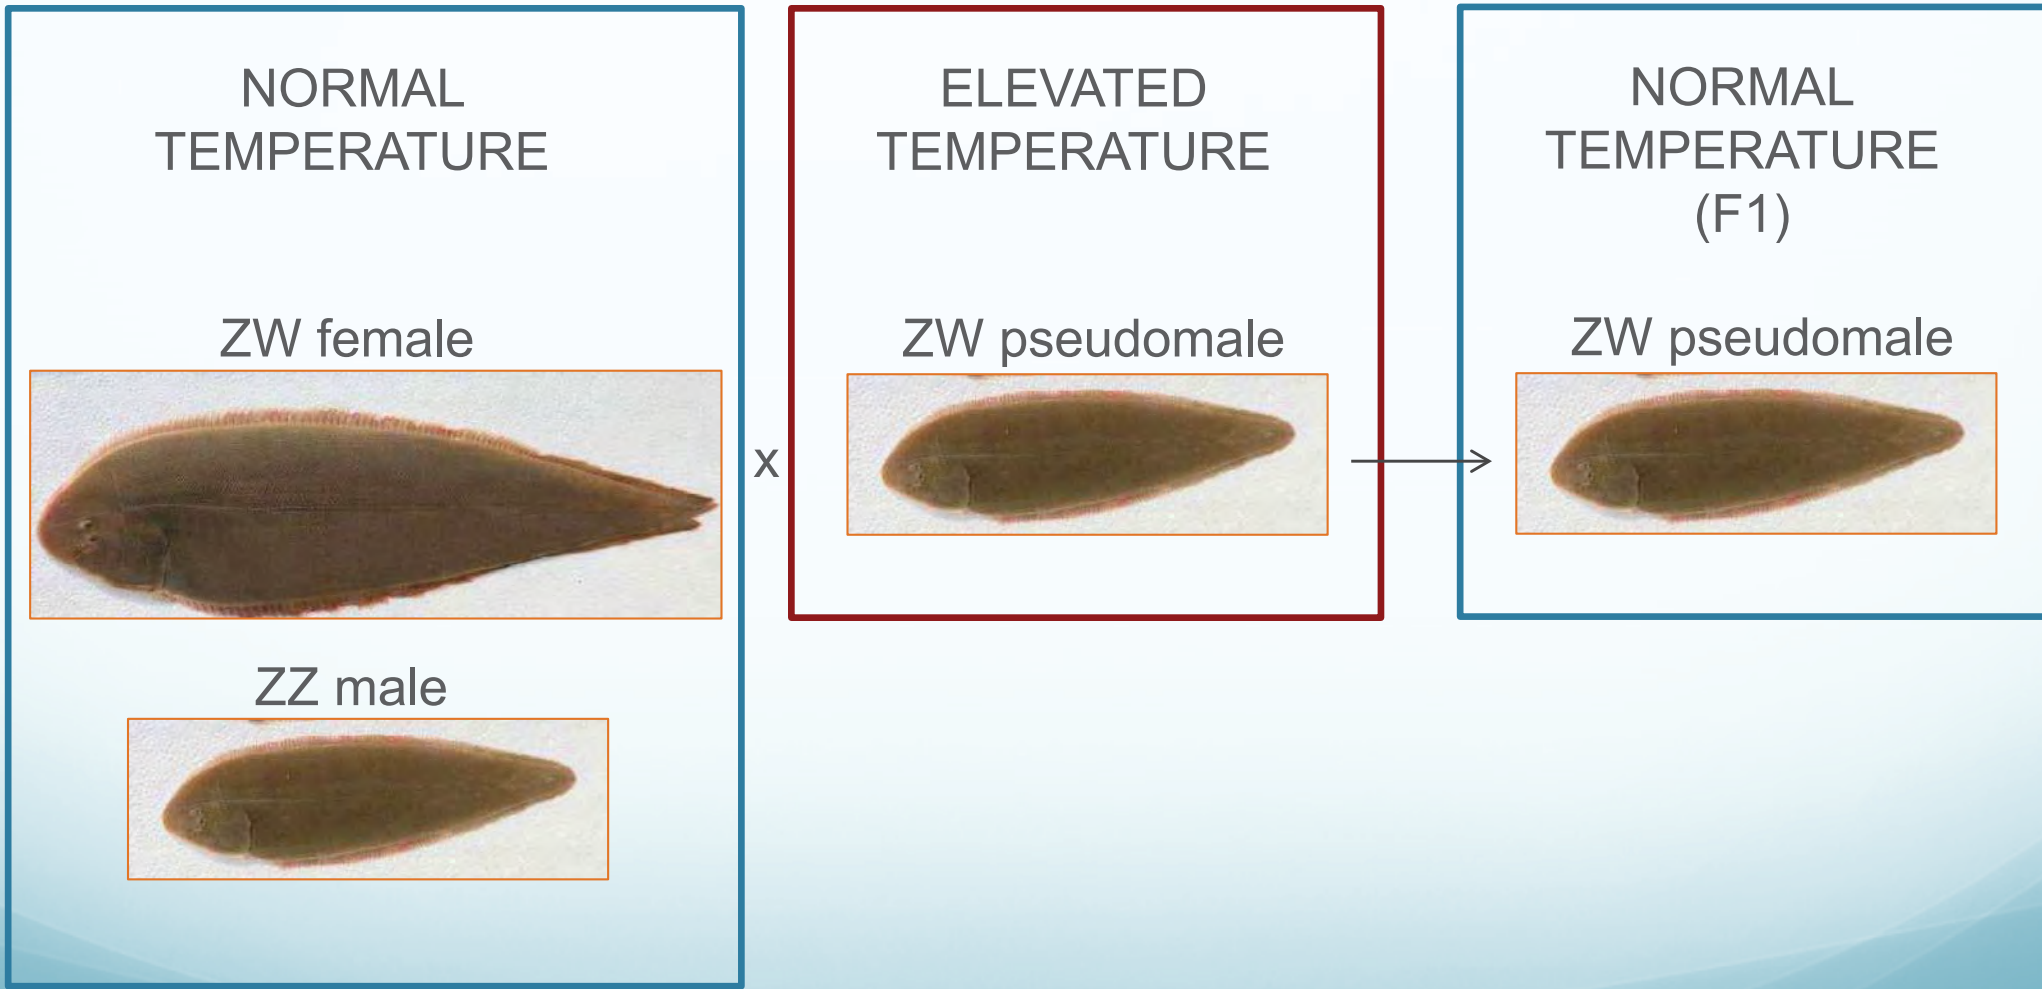 NORMAL
TEMPERATURE
ZW female
ZZ male
x
ELEVATED
TEMPERATURE
ZW pseudomale
NORMAL
TEMPERATURE
(F1)
ZW pseudomale